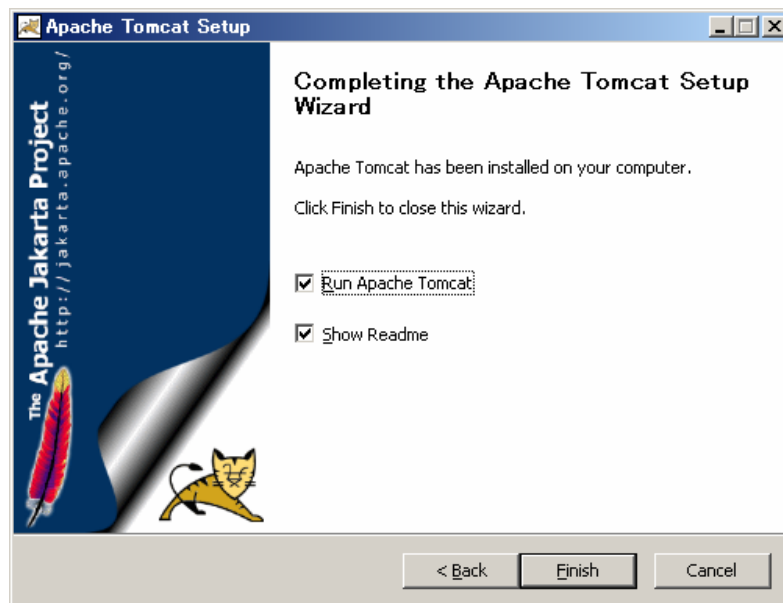 Apache Tomcat Setup
The Apache Jakarta Project
http://jakarta.apache.org/
Completing the Apache Tomcat Setup
Wizard
Apache Tomcat has been installed on your computer.
Click Finish to close this wizard.
Run Apache Tomcat
Show Readme
< Back
Finish
Cancel